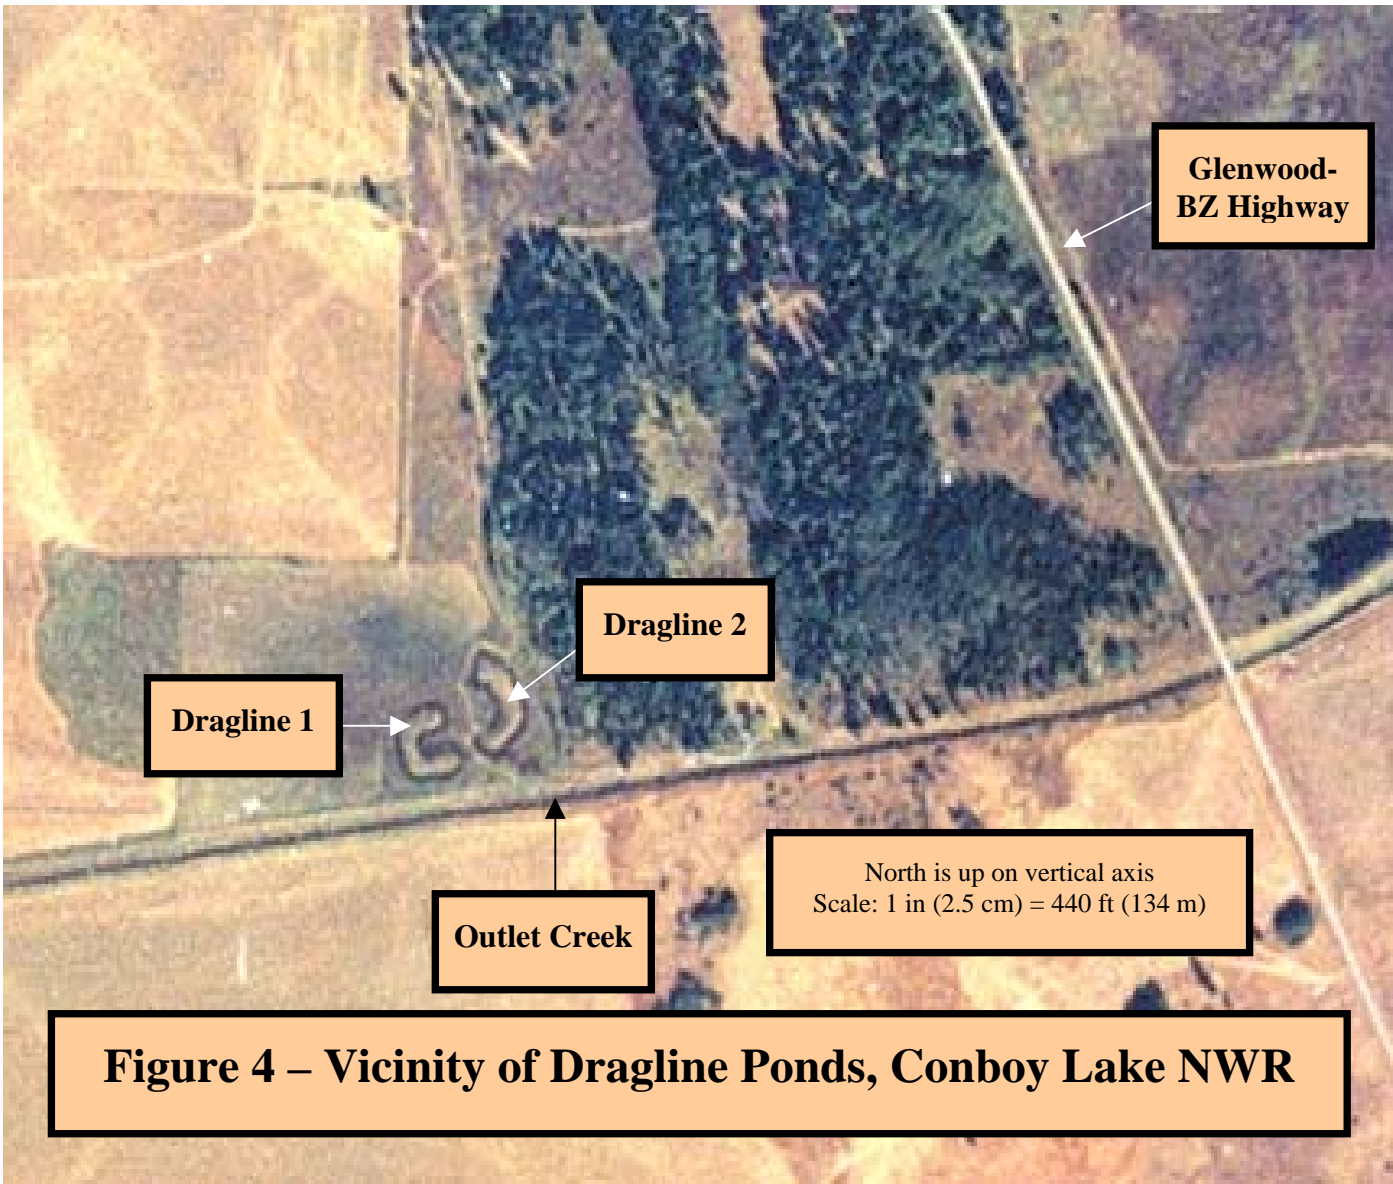 Glenwood-
BZ Highway
Dragline 2
Dragline 1
North is up on vertical axis
Scale: 1 in (2.5 cm) = 440 ft (134 m)
Outlet Creek
Figure 4 – Vicinity of Dragline Ponds, Conboy Lake NWR